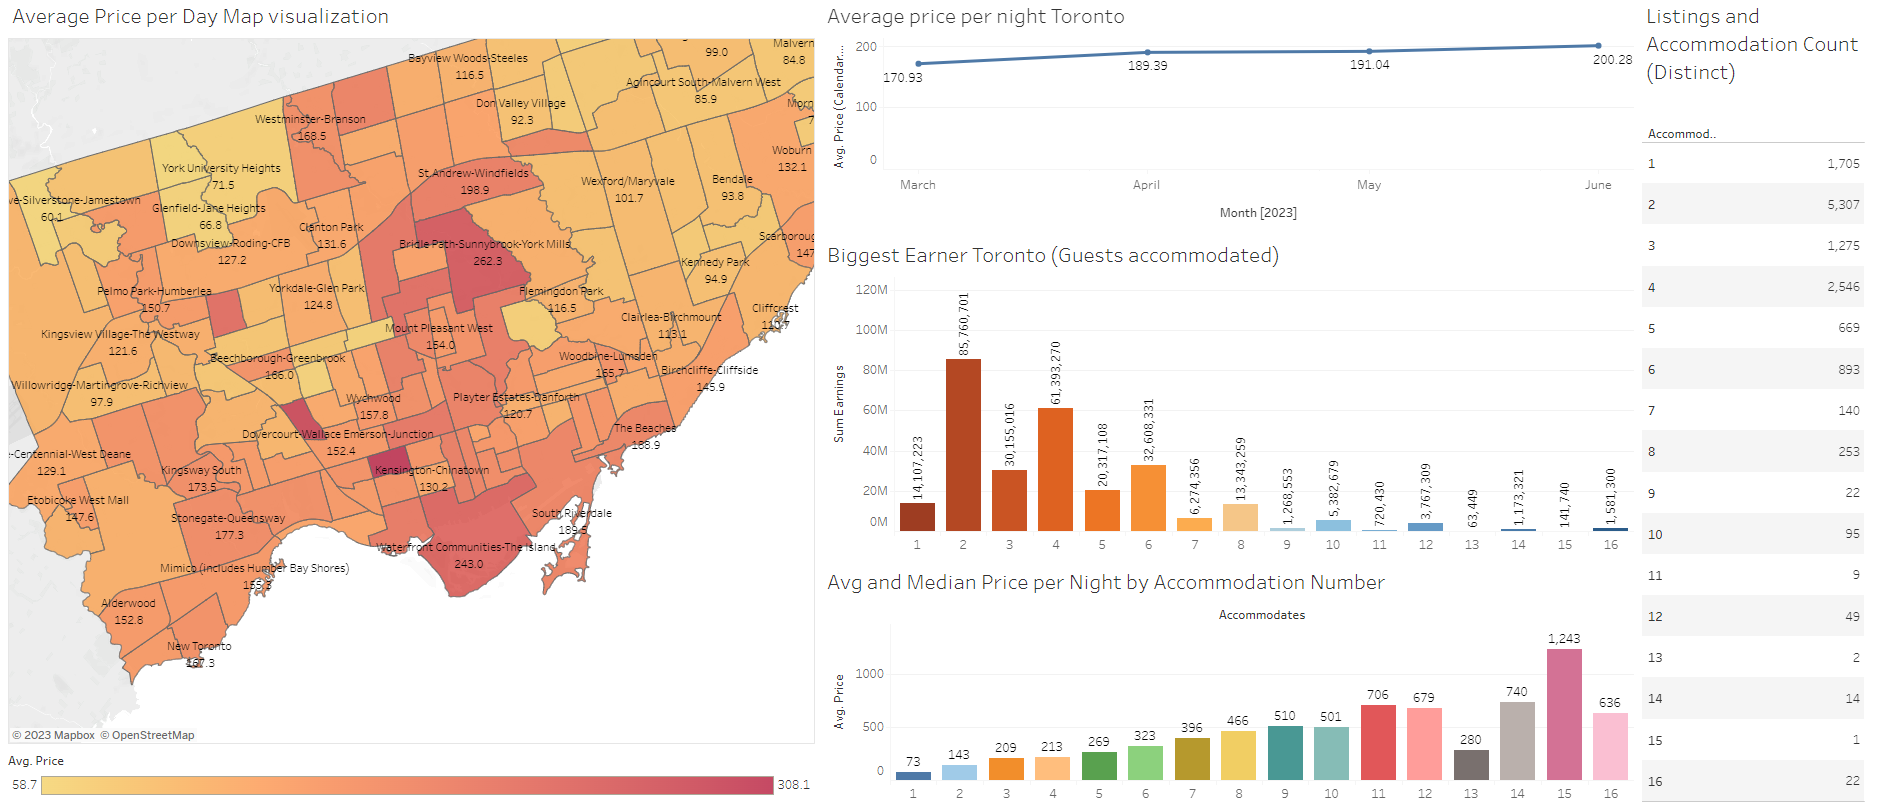 Average Price per Day Map visualization
99.0
Malvern
84.8
Bayview Woods-Steeles
116.5
Agincourt South-Malvern West
85.9
Don Valley Village
92.3
Morn
7
Westminster-Branson
168.5
Woburn
132.1
York University Heights
71.5
St.Andrew-Windfields
198.9
Wexford/Maryvale
101.7
Bendale
93.8
ve-Silverstone-Jamestown
60.1
Glenfield-Jane Heights
66.8
Clanton Park
131.6
Downsview-Roding-CFB
127.2
Bridle Path-Sunnybrook-York Mills
262.3
Scarboroug
147
Kennedy Park
94.9
Pelmo Park-Humberlea
150.7
Yorkdale-Glen Park
124.8
Flemingdon Park
116.5
Cliffcrest
110.7
Clairlea-Birchmount
113.1
Kingsview Village-The Westway
121.6
Mount Pleasant West
154.0
Beechborough-Greenbrook
166.0
Woodbine-Lumsden
165.7
Birchcliffe-Cliffside
145.9
Willowridge-Martingrove-Richview
97.9
Wychwood
157.8
Playter Estates-Danforth
120.7
The Beaches
188.9
Dovercourt-Wallace Emerson-Junction
152.4
e-Centennial-West Deane
129.1
Kingsway South
173.5
Kensington-Chinatown
130.2
Etobicoke West Mall
147.6
Stonegate-Queensway
177.3
South Riverdale
189.5
Waterfront Communities-The Island
243.0
Mimico (includes Humber Bay Shores)
155.3
Alderwood
152.8
New Toronto
167.3
© 2023 Mapbox © OpenStreetMap
Avg. Price
58.7
308.1
Average price per night Toronto
Avg. Price (Calendar....
200
100
0
170.93
189.39
191.04
200.28
March
April
May
June
Month [2023]
Biggest Earner Toronto (Guests accommodated)
Sum Earnings
120M
100M
80M
60M
40M
20M
0M
14,107,223
85,760,701
30,155,016
61,393,270
20,317,108
32,608,331
6,274,356
13,343,259
1,268,553
5,382,679
720,430
3,767,309
63,449
1,173,321
141,740
1,581,300
1 2 3 4 5 6 7 8 9 10 11 12 13 14 15 16
Avg and Median Price per Night by Accommodation Number
Accommodates
Avg. Price
1000
500
0
73 143 209 213 269 323 396 466 510 501 706 679 280 740 1,243 636
1 2 3 4 5 6 7 8 9 10 11 12 13 14 15 16
Listings and
Accommodation Count
(Distinct)
Accommod..
1 1,705
2 5,307
3 1,275
4 2,546
5 669
6 893
7 140
8 253
9 22
10 95
11 9
12 49
13 2
14 14
15 1
16 22